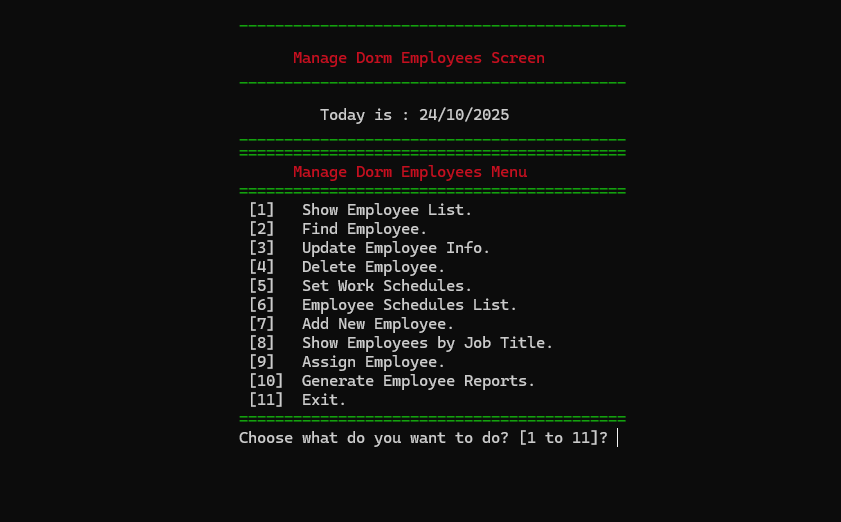 Manage Dorm Employees Screen
Today is : 24/10/2025
Manage Dorm Employees Menu
[1] Show Employee List.
[2] Find Employee.
[3] Update Employee Info.
[4] Delete Employee.
[5] Set Work Schedules.
[6] Employee Schedules List.
[7] Add New Employee.
[8] Show Employees by Job Title.
[9] Assign Employee.
[10] Generate Employee Reports.
[11] Exit.
Choose what do you want to do? [1 to 11]?